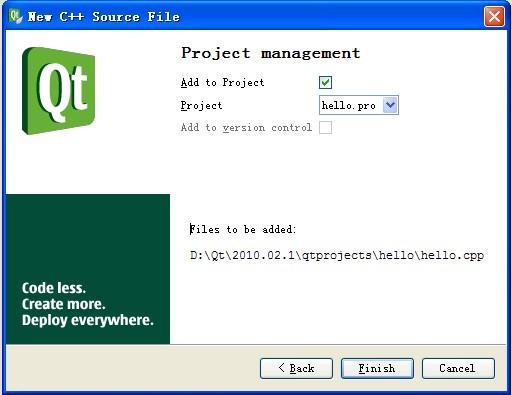 New C++ Source File
Qt
Project management
Add to Project
Project hello.pro
Add to version control
Files to be added:
D:\Qt\2010.02.1\qtprojects\hello\hello.cpp
Code less.
Create more.
Deploy everywhere.
< Back Finish Cancel